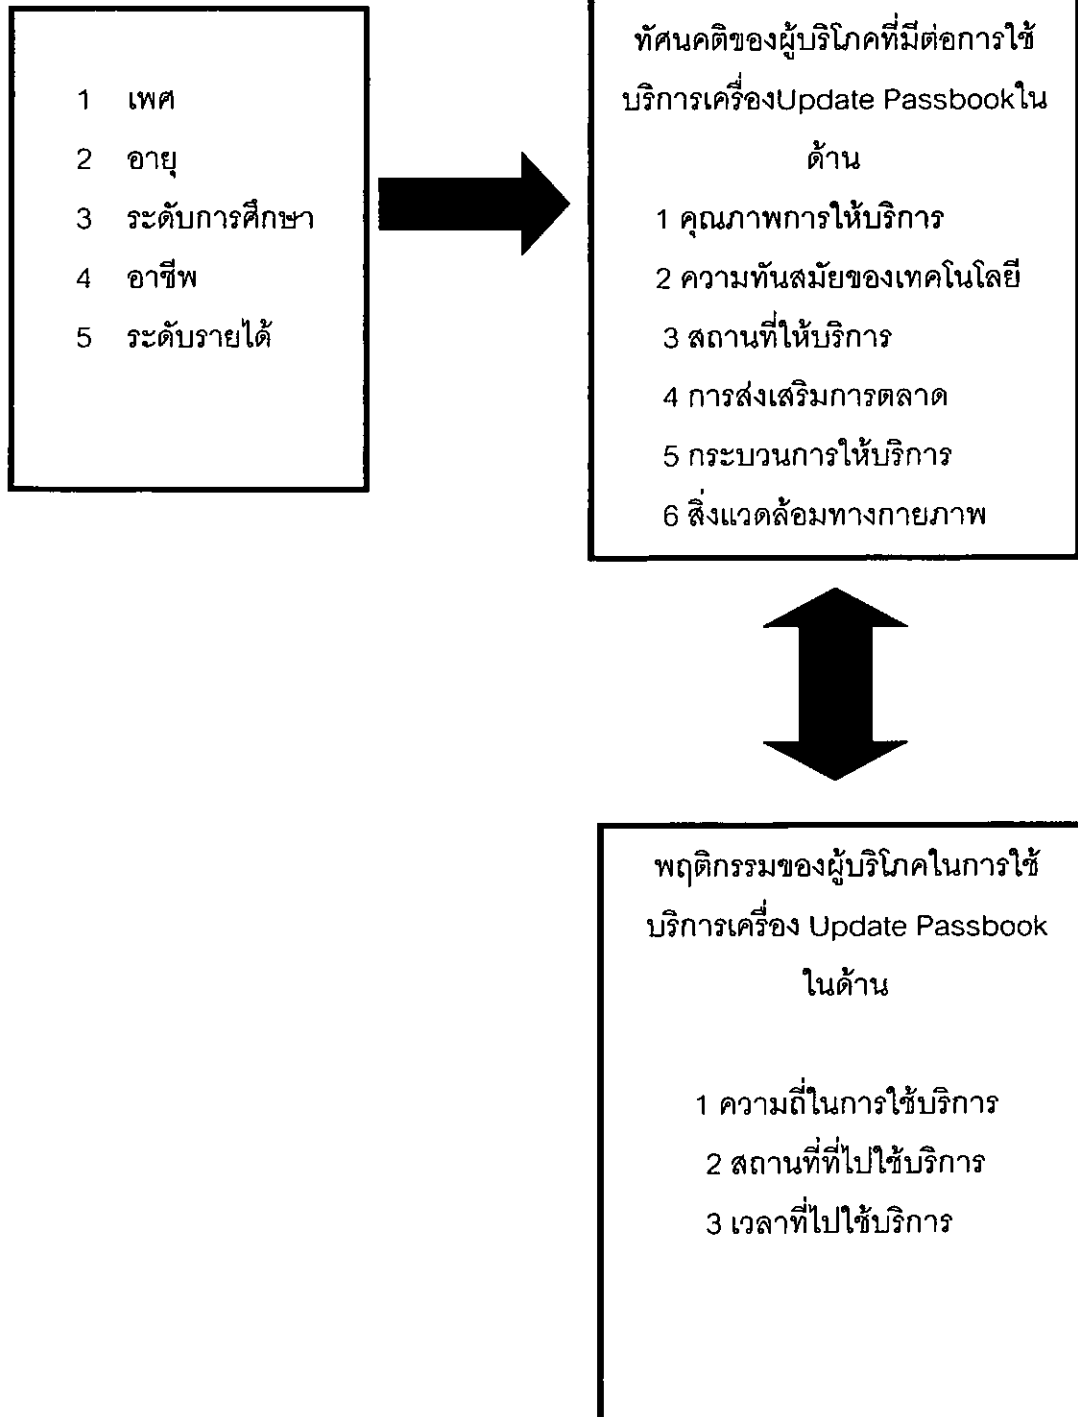 1 เพศ
2 อายุ
3 ระดับการศึกษา
4 อาชีพ
5 ระดับรายได้
ทัศนคติของผู้บริโภคที่มีต่อการใช้
บริการเครื่องUpdate Passbookใน
ด้าน
1 คุณภาพการให้บริการ
2 ความทันสมัยของเทคโนโลยี
3 สถานที่ให้บริการ
4 การส่งเสริมการตลาด
5 กระบวนการให้บริการ
6 สิ่งแวดล้อมทางกายภาพ
พฤติกรรมของผู้บริโภคในการใช้
บริการเครื่อง Update Passbook
ในด้าน
1 ความถี่ในการใช้บริการ
2 สถานที่ที่ไปใช้บริการ
3 เวลาที่ไปใช้บริการ